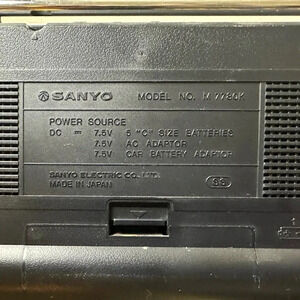 SANYO MODEL NO. M 7780K
POWER SOURCE
DC 7.5V 5 "C" SIZE BATTERIES
7.5V AC ADAPTOR
7.5V CAR BATTERY ADAPTOR
SANYO ELECTRIC CO., LTD.
MADE IN JAPAN